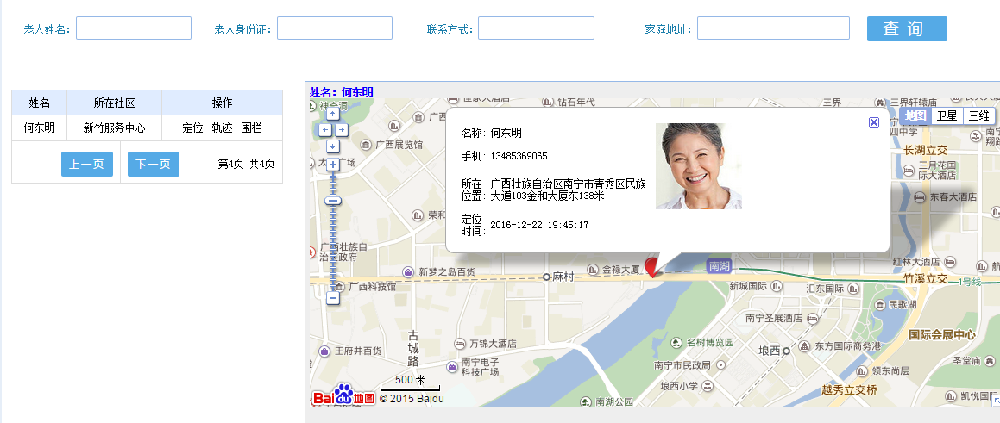 老人姓名：
老人身份证：
联系方式：
家庭地址：
查 询
姓名 所在社区 操作
何东明 新竹服务中心 定位 轨迹 围栏
上一页 下一页 第4页 共4页
姓名：何东明
名称: 何东明
手机: 13485369065
所在位置: 广西壮族自治区南宁市青秀区民族
大道103金和大厦东138米
定位时间: 2016-12-22 19:45:17
地图 卫星 三维
神奇洞
钻石年代
三界
三界轩辕庙
四中学
长湖立交
三月花国
际大酒店
东春大酒店
广西展览馆
广西壮族自
治区政府
新梦之岛百货
广西科技馆
麻村
金禄大厦
南湖
红林大酒店
竹溪立交
1号线
新城国际
汇东国际
民歌湖
南宁圣展酒店
国际会展中心
名树博览园
埌西
东方国际商务港
古城路
王府井百货
万锦大酒店
南宁电子
科技广场
南宁市民政局
圣堂庙
领东尚层
埌西小学
越秀立交桥
凯悦国际
南湖公园
500 米
Bai du 地图
© 2015 Baidu